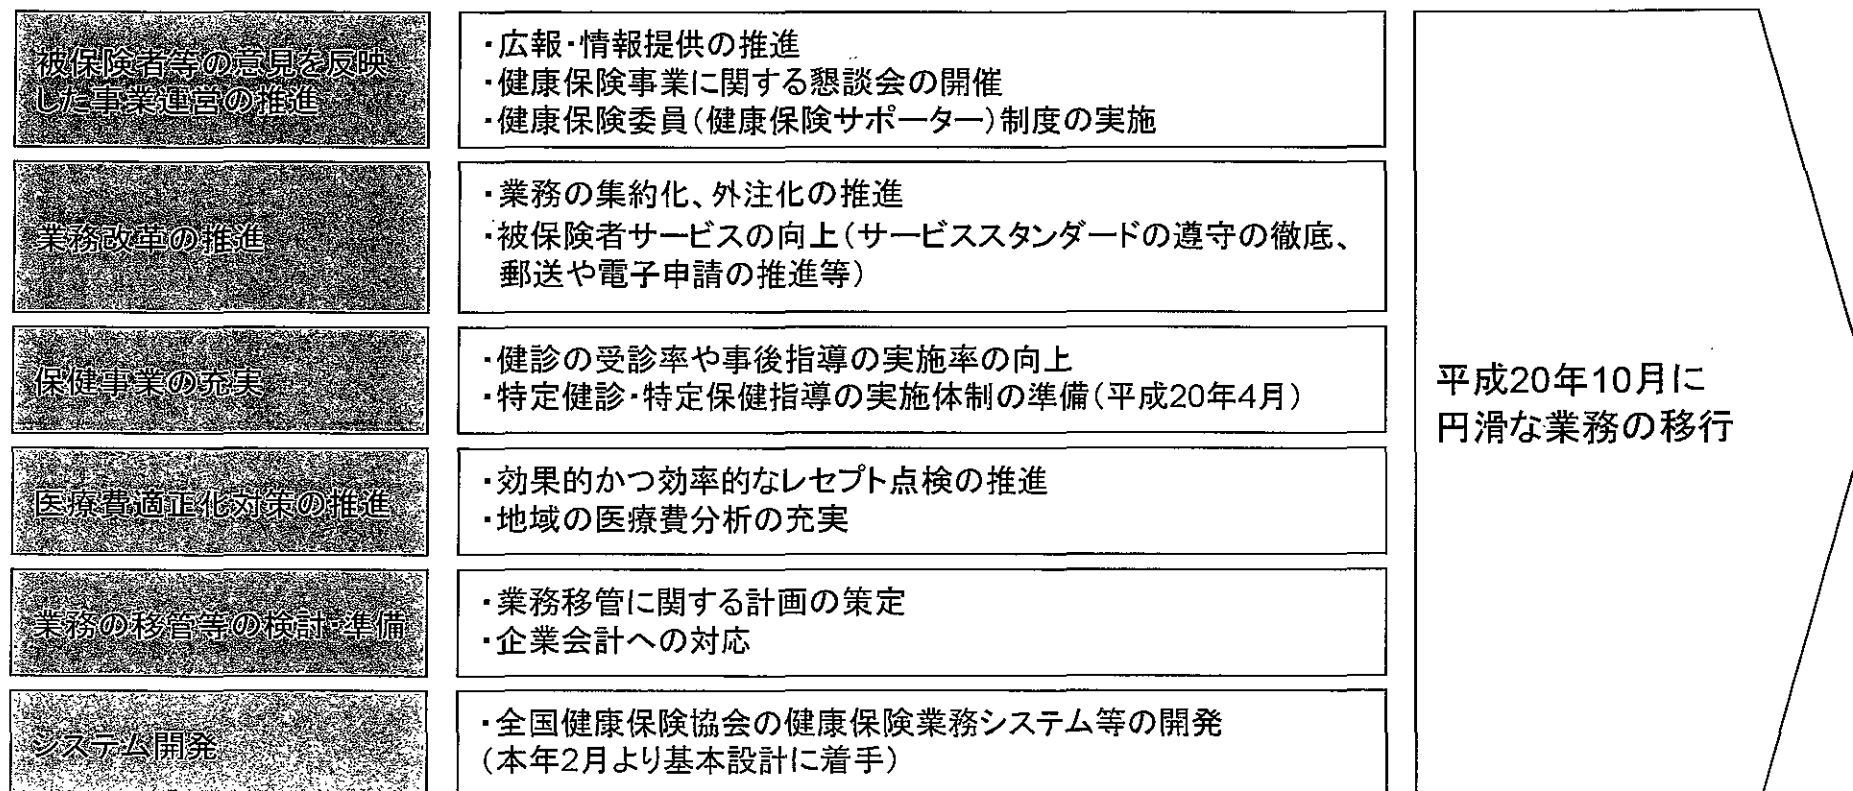 被保険者等の意見を反映
した事業運営の推進
・広報・情報提供の推進
・健康保険事業に関する懇談会の開催
・健康保険委員（健康保険サポーター）制度の実施
業務改革の推進
・業務の集約化、外注化の推進
・被保険者サービスの向上（サービススタンダードの遵守の徹底、
郵送や電子申請の推進等）
保健事業の充実
・健診の受診率や事後指導の実施率の向上
・特定健診・特定保健指導の実施体制の準備（平成20年4月）
医療費適正化対策の推進
・効果的かつ効率的なレセプト点検の推進
・地域の医療費分析の充実
業務の移管等の検討・準備
・業務移管に関する計画の策定
・企業会計への対応
システム開発
・全国健康保険協会の健康保険業務システム等の開発
（本年2月より基本設計に着手）
平成20年10月に
円滑な業務の移行